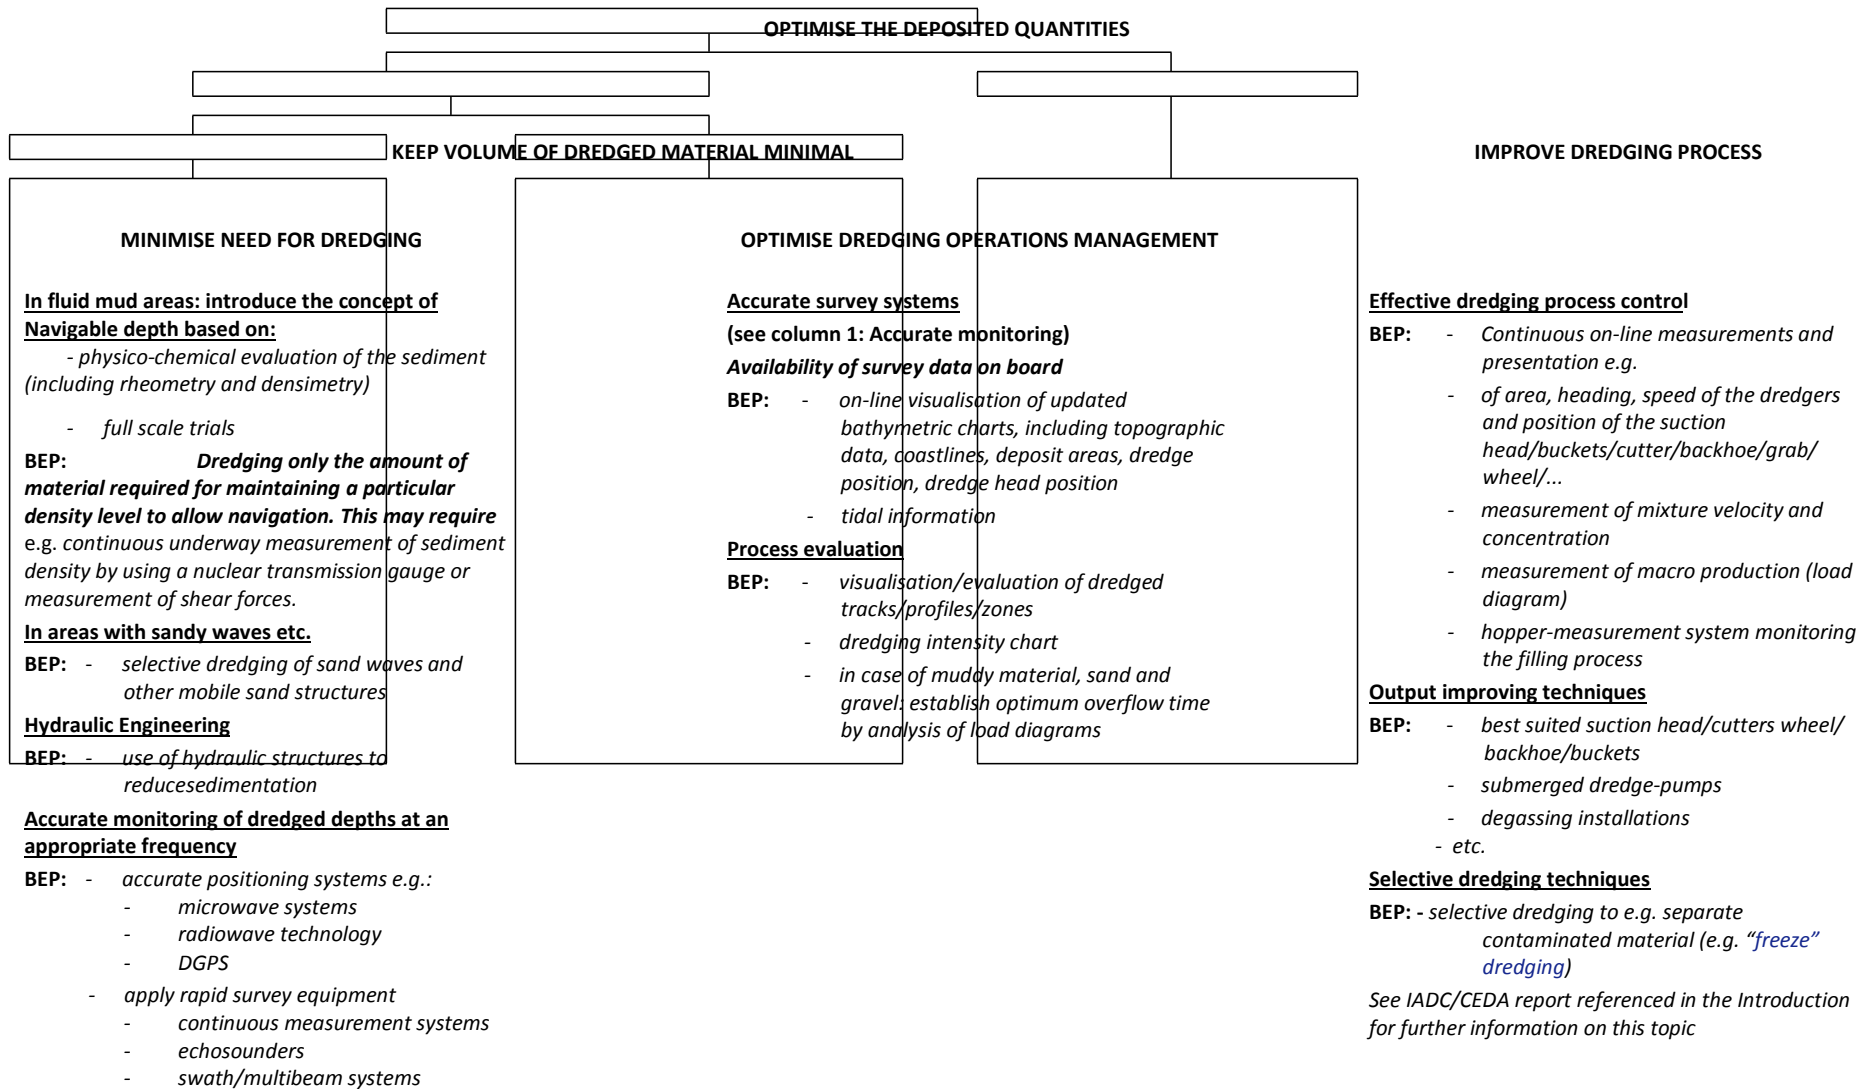 OPTIMISE THE DEPOSITED QUANTITIES
KEEP VOLUME OF DREDGED MATERIAL MINIMAL
IMPROVE DREDGING PROCESS
MINIMISE NEED FOR DREDGING
OPTIMISE DREDGING OPERATIONS MANAGEMENT
In fluid mud areas: introduce the concept of
Navigable depth based on:
- physico-chemical evaluation of the sediment
(including rheometry and densimetry)
- full scale trials
BEP: Dredging only the amount of
material required for maintaining a particular
density level to allow navigation. This may require
e.g. continuous underway measurement of sediment
density by using a nuclear transmission gauge or
measurement of shear forces.
In areas with sandy waves etc.
BEP: - selective dredging of sand waves and
other mobile sand structures
Hydraulic Engineering
BEP: - use of hydraulic structures to
reducesedimentation
Accurate monitoring of dredged depths at an
appropriate frequency
BEP: - accurate positioning systems e.g.:
- microwave systems
- radiowave technology
- DGPS
- apply rapid survey equipment
- continuous measurement systems
- echosounders
- swath/multibeam systems
Accurate survey systems
(see column 1: Accurate monitoring)
Availability of survey data on board
BEP: - on-line visualisation of updated
bathymetric charts, including topographic
data, coastlines, deposit areas, dredge
position, dredge head position
- tidal information
Process evaluation
BEP: - visualisation/evaluation of dredged
tracks/profiles/zones
- dredging intensity chart
- in case of muddy material, sand and
gravel: establish optimum overflow time
by analysis of load diagrams
Effective dredging process control
BEP: - Continuous on-line measurements and
presentation e.g.
- of area, heading, speed of the dredgers
and position of the suction
head/buckets/cutter/backhoe/grab/
wheel/...
- measurement of mixture velocity and
concentration
- measurement of macro production (load
diagram)
- hopper-measurement system monitoring
the filling process
Output improving techniques
BEP: - best suited suction head/cutters wheel/
backhoe/buckets
- submerged dredge-pumps
- degassing installations
- etc.
Selective dredging techniques
BEP: - selective dredging to e.g. separate
contaminated material (e.g. “freeze”
dredging)
See IADC/CEDA report referenced in the Introduction
for further information on this topic